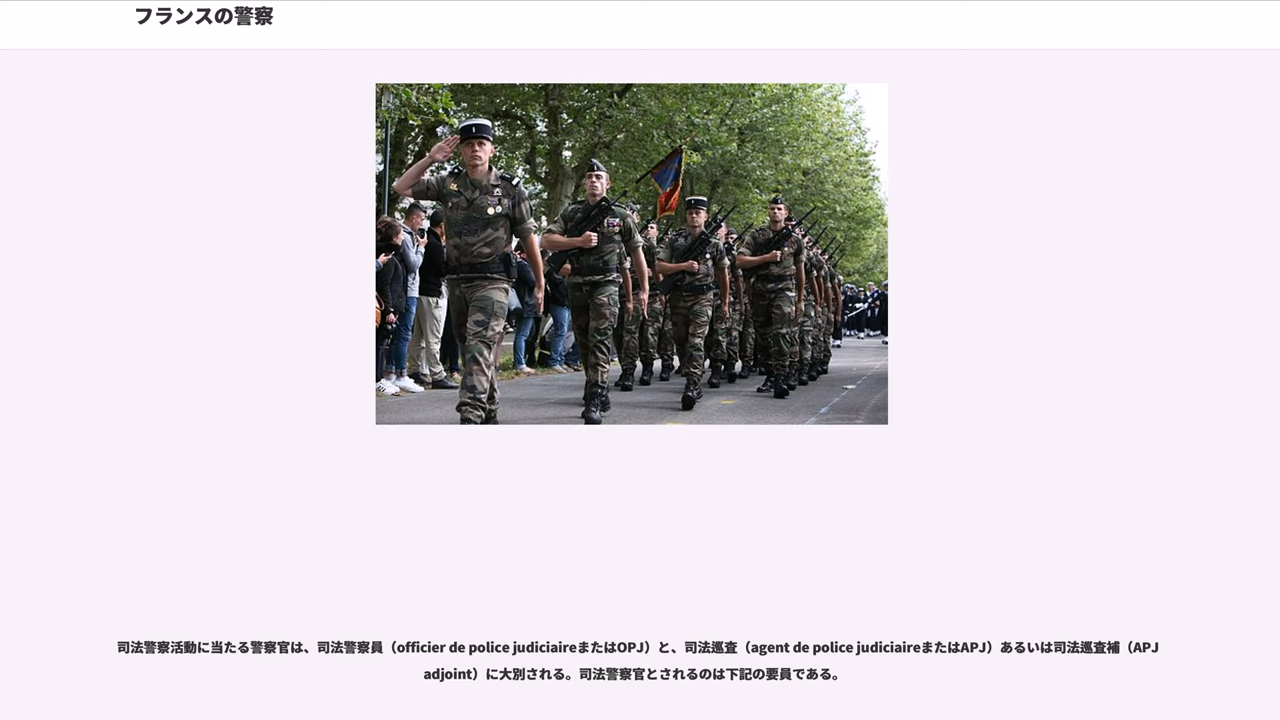 フランスの警察
司法警察活動に当たる警察官は、司法警察員（officier de police judiciaireまたはOPJ）と、司法巡査（agent de police judiciaireまたはAPJ）あるいは司法巡査補（APJ
adjoint）に大別される。司法警察官とされるのは下記の要員である。